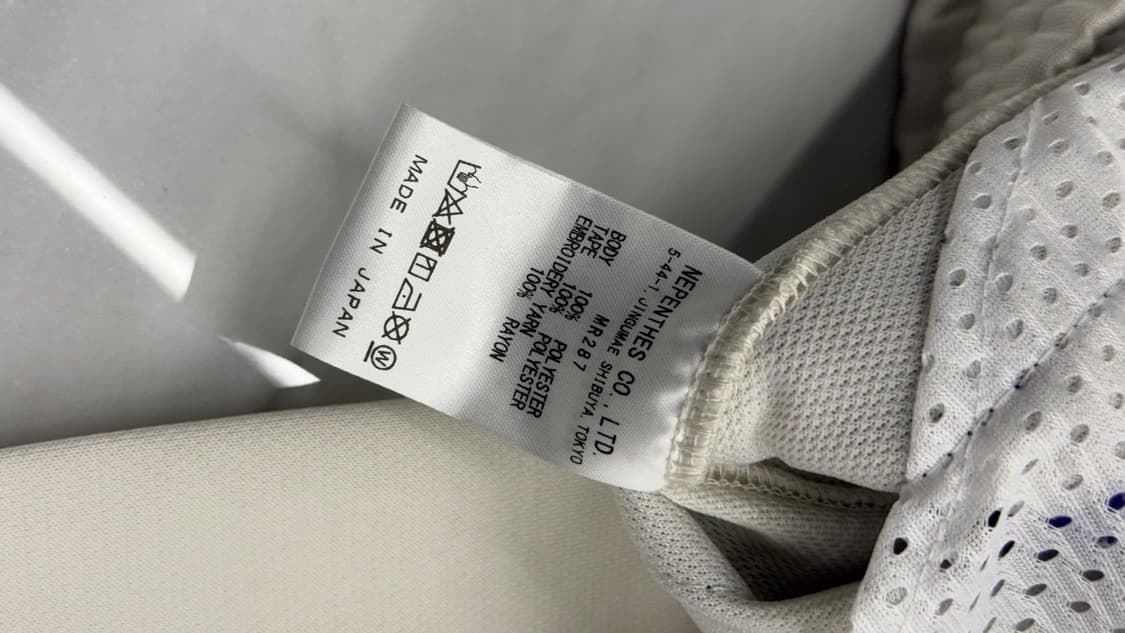 NEPENTHES CO., LTD.
5-44-1, JINGUMAE SHIBUYA, TOKYO
MR287
BODY 100% POLYESTER
TAPE 100% POLYESTER
EMBROIDERY YARN
100% RAYON
W
MADE IN JAPAN